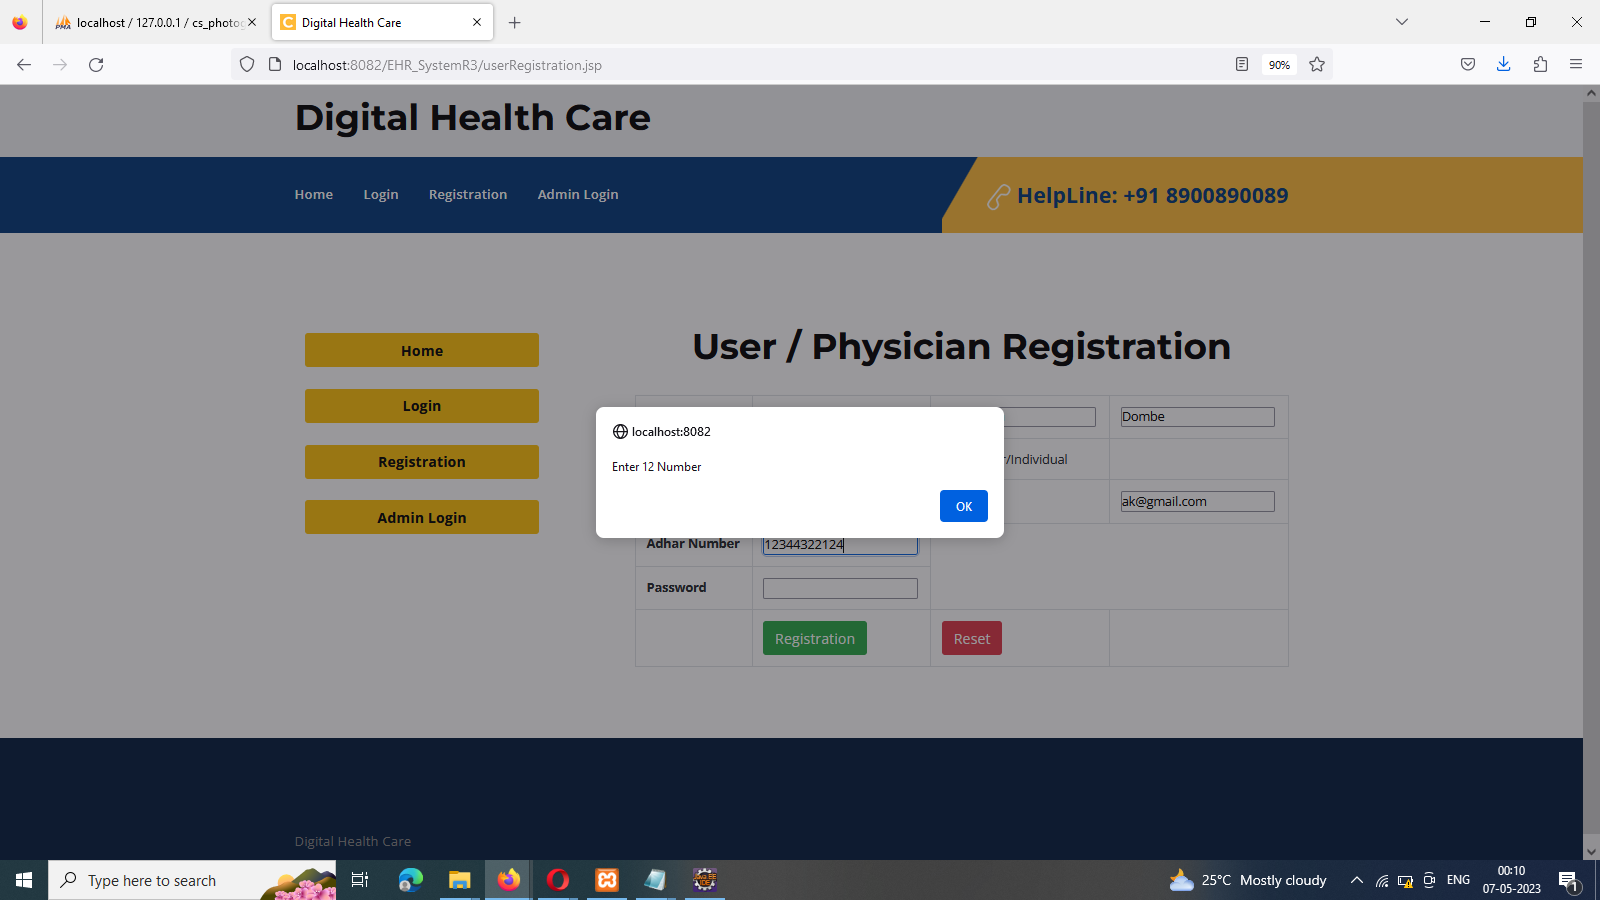 localhost / 127.0.0.1 / cs_photog
Digital Health Care
localhost:8082/EHR_SystemR3/userRegistration.jsp
90%
Digital Health Care
Home Login Registration Admin Login
HelpLine: +91 8900890089
Home
Login
Registration
Admin Login
User / Physician Registration
Dombe
/Individual
ak@gmail.com
localhost:8082
Enter 12 Number
OK
Adhar Number 12344322124
Password
Registration Reset
Digital Health Care
Type here to search
25°C Mostly cloudy
ENG
00:10
07-05-2023
1